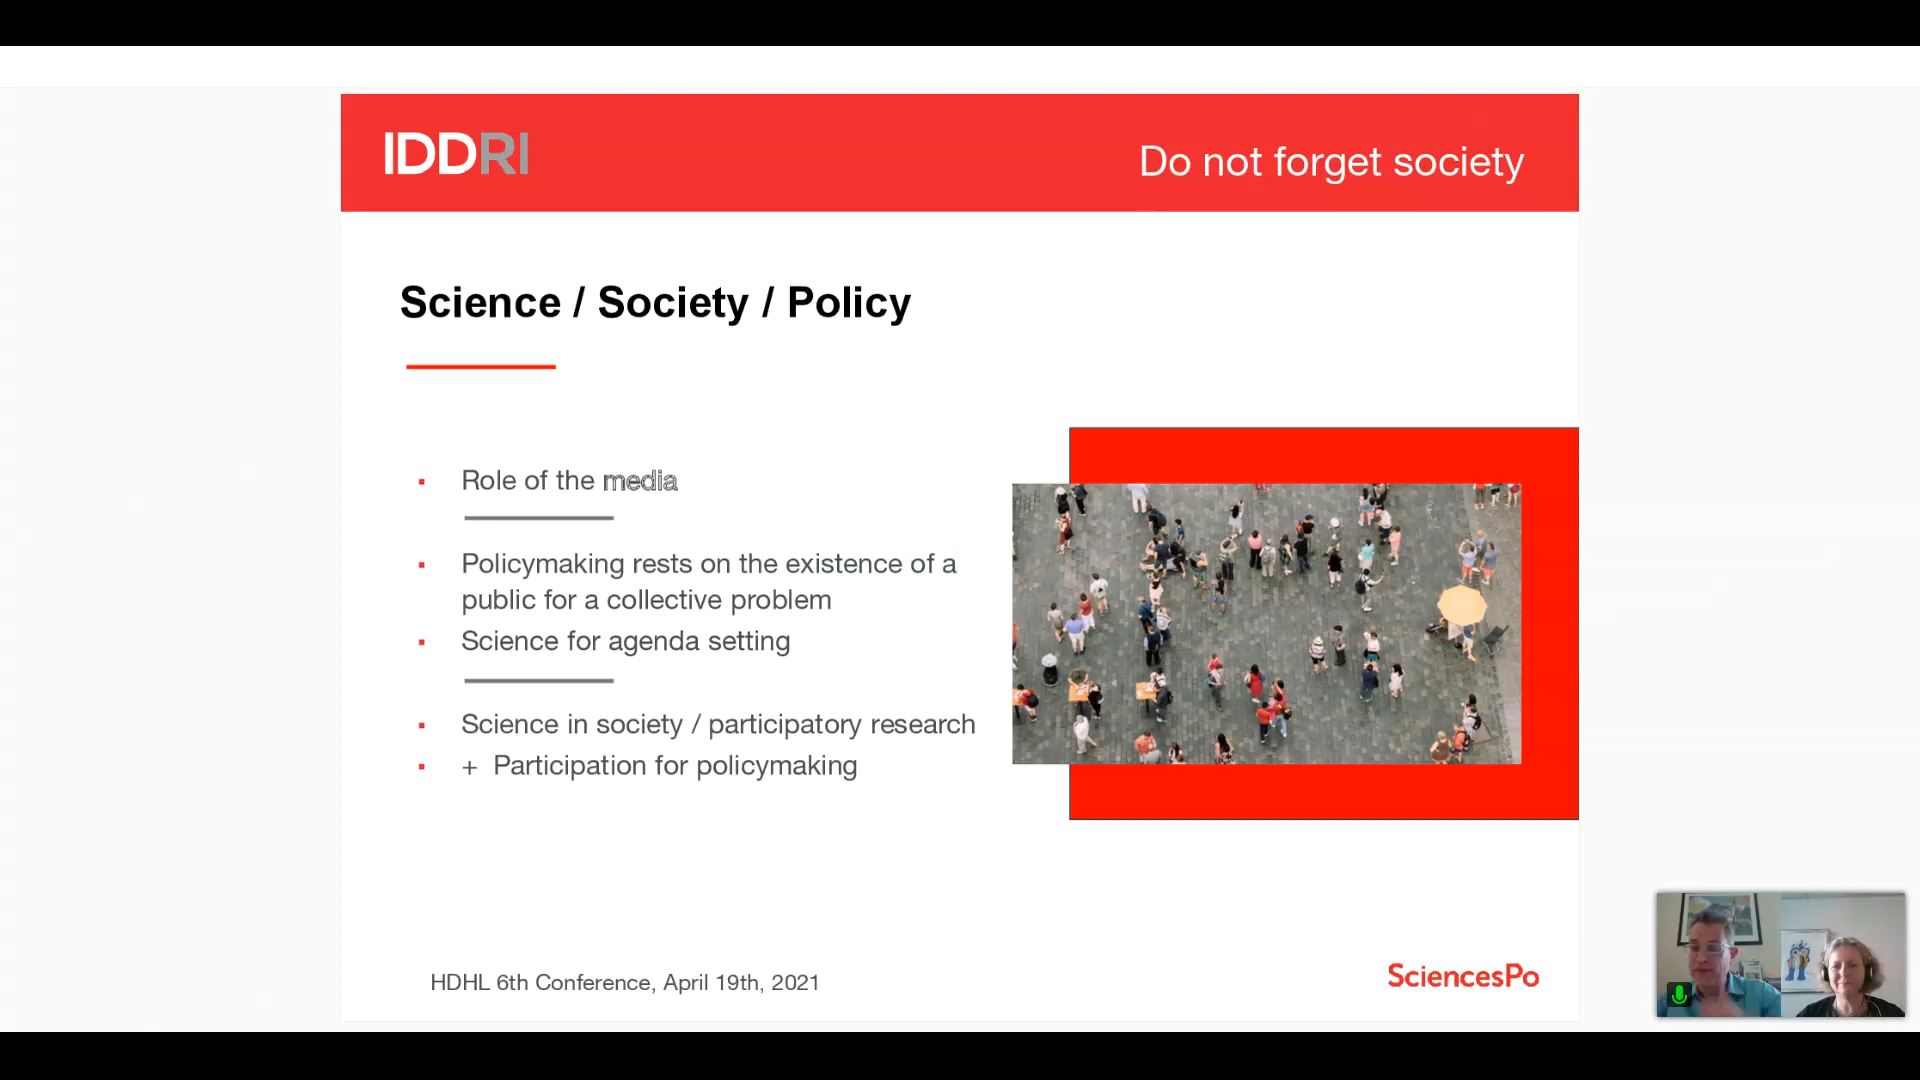 IDDRI
Do not forget society
Science / Society / Policy
Role of the media
Policymaking rests on the existence of a
public for a collective problem
Science for agenda setting
Science in society / participatory research
+ Participation for policymaking
HDHL 6th Conference, April 19th, 2021
SciencesPo